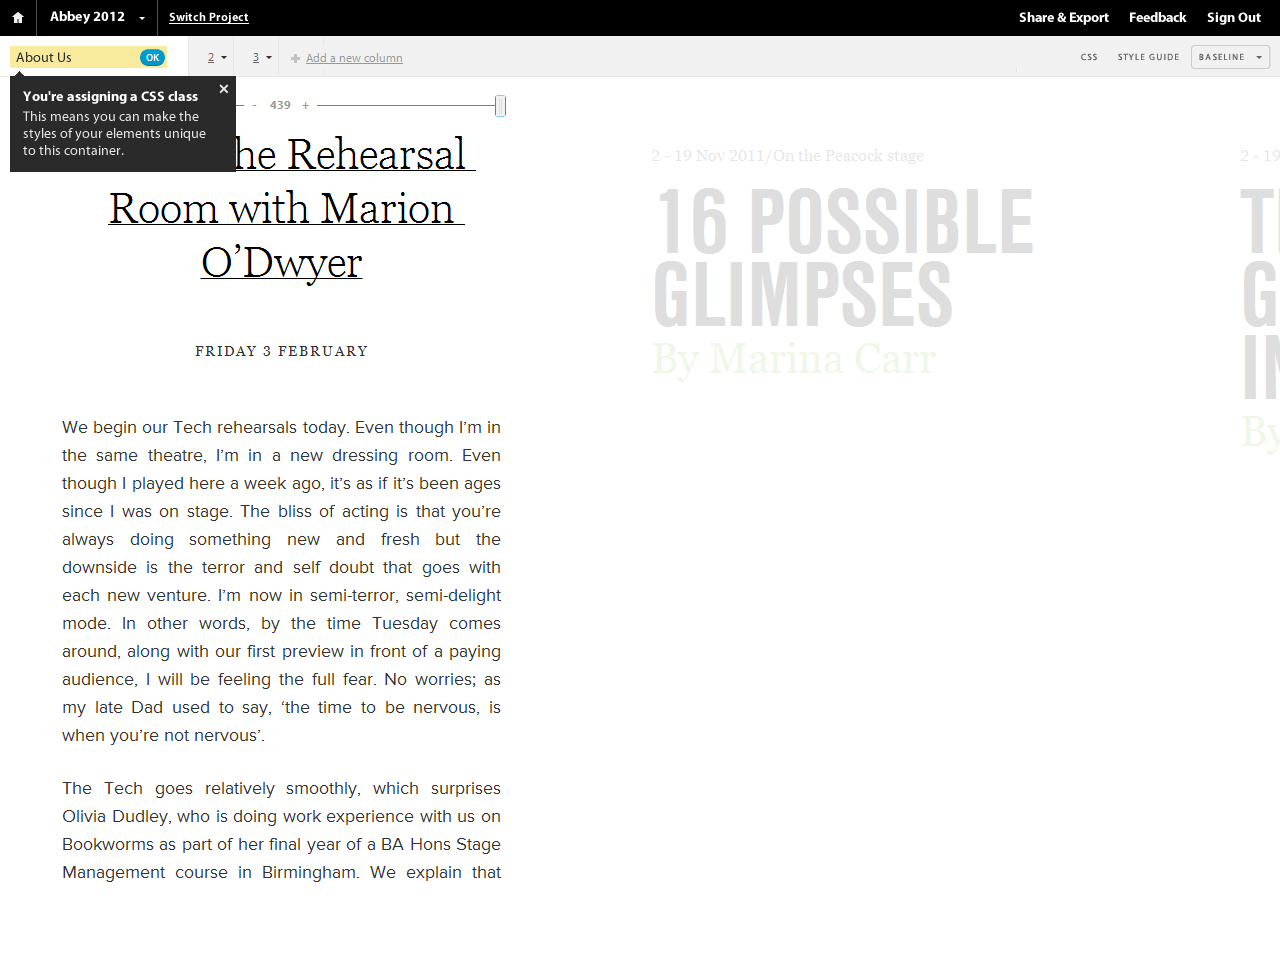 Abbey 2012
Switch Project
Share & Export
Feedback
Sign Out
About Us
OK
2
3
Add a new column
CSS
STYLE GUIDE
BASELINE
You're assigning a CSS class
This means you can make the
styles of your elements unique
to this container.
- 439 +
he Rehearsal
Room with Marion
O’Dwyer
FRIDAY 3 FEBRUARY
We begin our Tech rehearsals today. Even though I’m in
the same theatre, I’m in a new dressing room. Even
though I played here a week ago, it’s as if it’s been ages
since I was on stage. The bliss of acting is that you’re
always doing something new and fresh but the
downside is the terror and self doubt that goes with
each new venture. I’m now in semi-terror, semi-delight
mode. In other words, by the time Tuesday comes
around, along with our first preview in front of a paying
audience, I will be feeling the full fear. No worries; as
my late Dad used to say, ‘the time to be nervous, is
when you’re not nervous’.
The Tech goes relatively smoothly, which surprises
Olivia Dudley, who is doing work experience with us on
Bookworms as part of her final year of a BA Hons Stage
Management course in Birmingham. We explain that
2 - 19 Nov 2011/On the Peacock stage
16 POSSIBLE
GLIMPSES
By Marina Carr
2 - 19
By